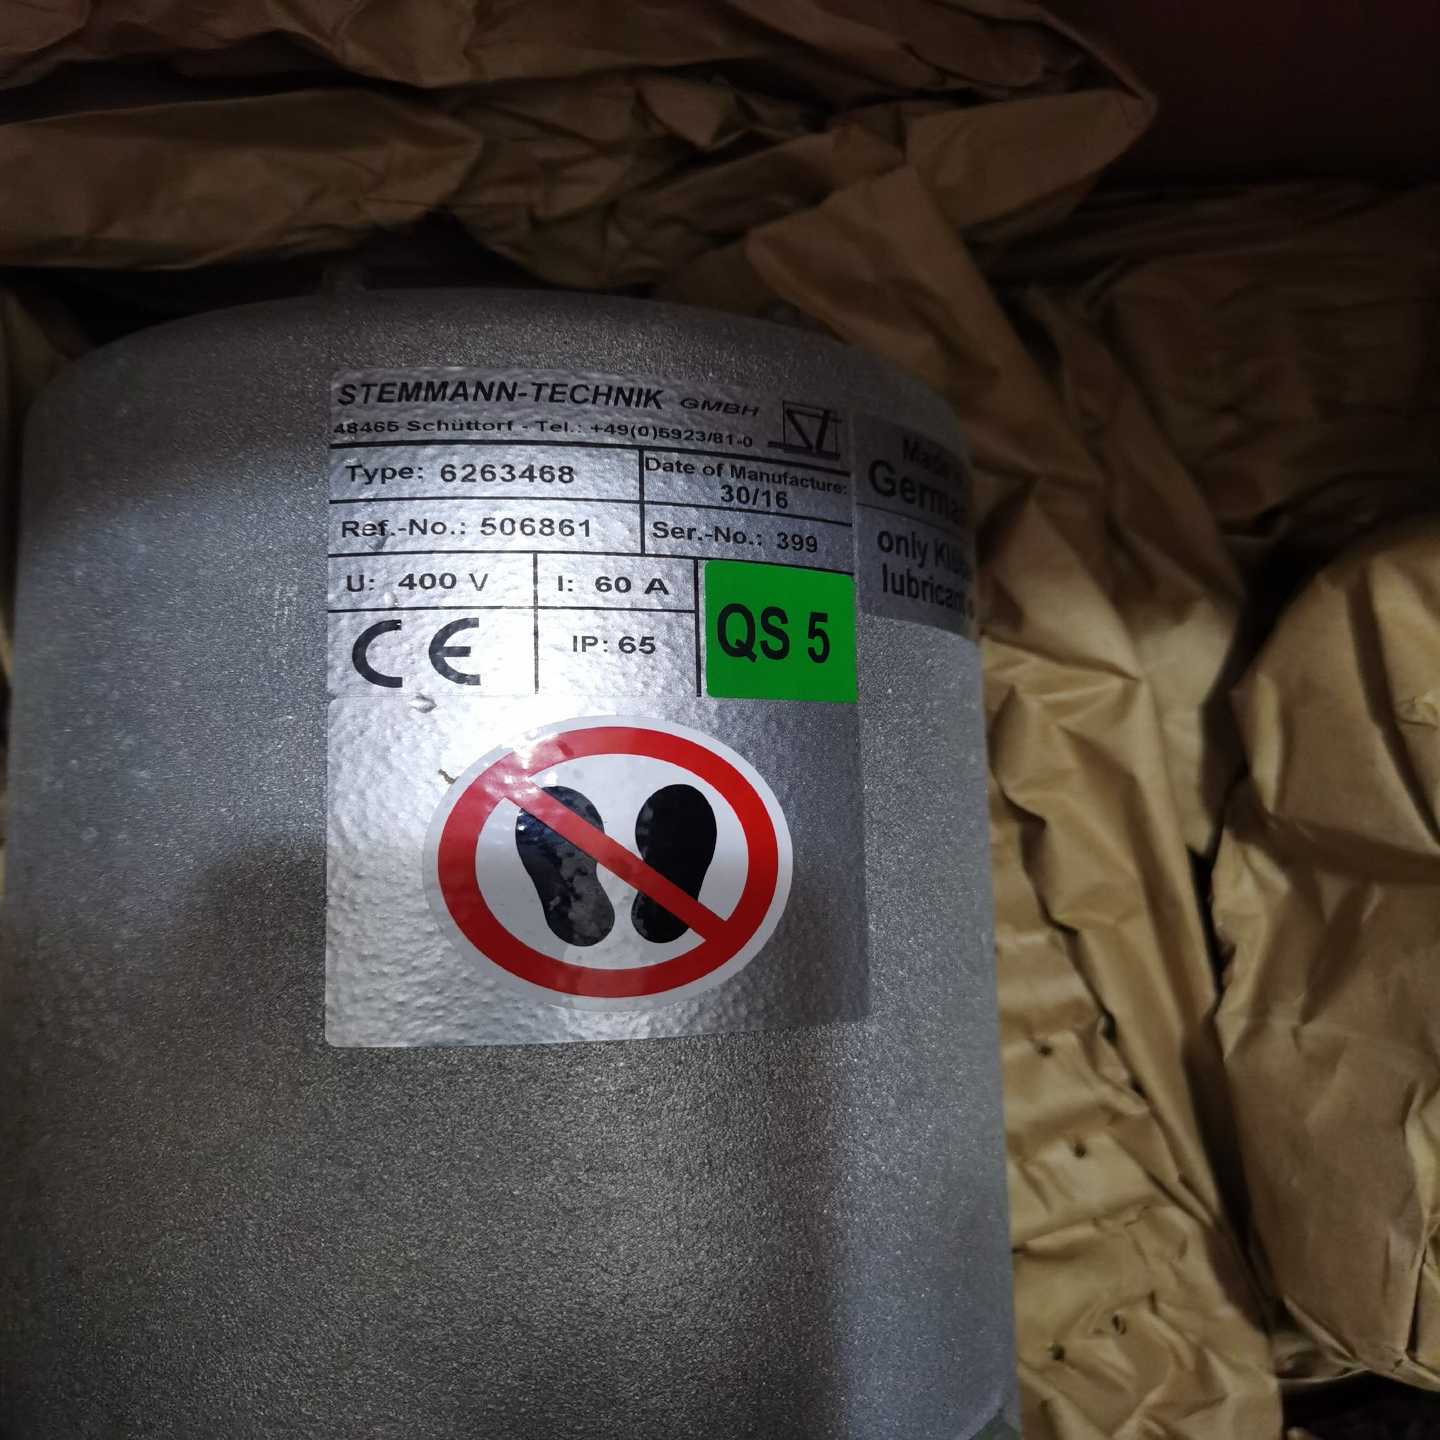 STEMMANN-TECHNIK GMBH
48465 Schüttorf - Tel.: +49(0)5923/81-0
Type: 6263468
Date of Manufacture:
30/16
Ref.-No.: 506861
Ser.-No.: 399
U: 400 V
I: 60 A
CE
IP: 65
QS 5
Made
only